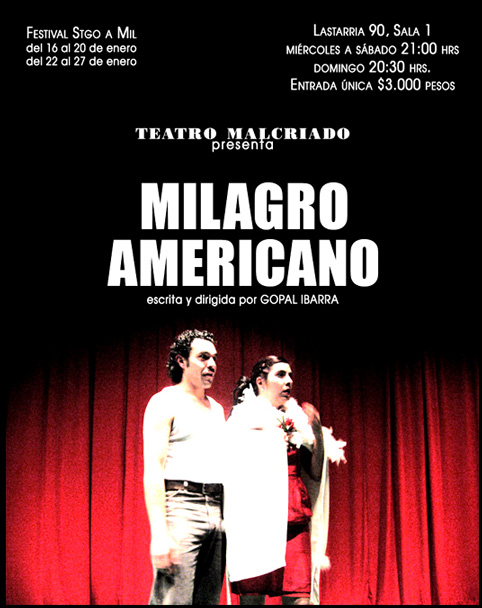 Festival Stgo a Mil
del 16 al 20 de enero
del 22 al 27 de enero
Lastarria 90, Sala 1
miércoles a sábado 21:00 hrs
domingo 20:30 hrs.
Entrada única $3.000 pesos
TEATRO MALCRIADO
presenta
MILAGRO
AMERICANO
escrita y dirigida por GOPAL IBARRA